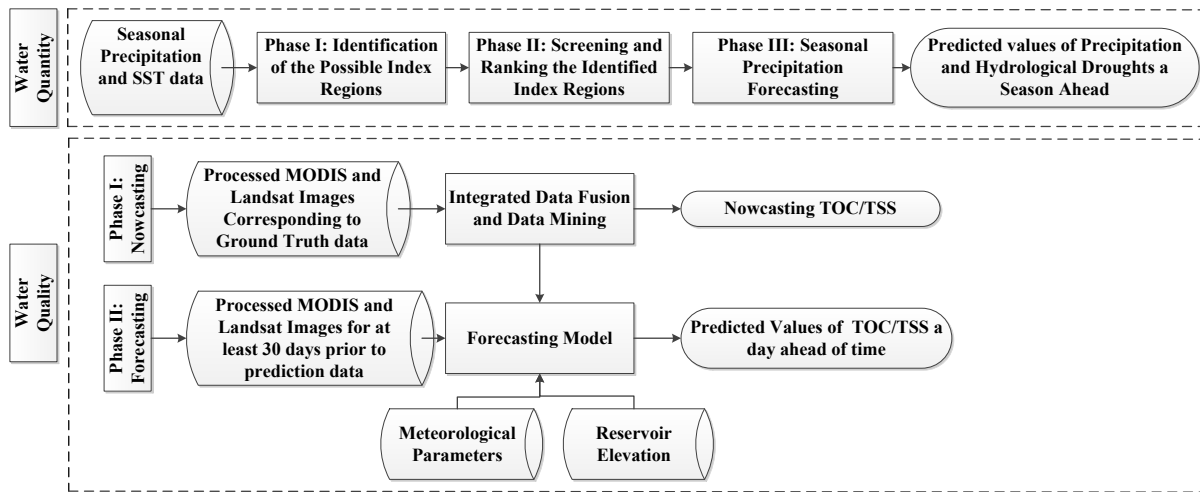 Water
Quantity
Seasonal
Precipitation
and SST data
Phase I: Identification
of the Possible Index
Regions
Phase II: Screening and
Ranking the Identified
Index Regions
Phase III: Seasonal
Precipitation
Forecasting
Predicted values of Precipitation
and Hydrological Droughts a
Season Ahead
Water
Quality
Phase I:
Nowcasting
Processed MODIS and
Landsat Images
Corresponding to
Ground Truth data
Integrated Data Fusion
and Data Mining
Nowcasting TOC/TSS
Phase II:
Forecasting
Processed MODIS and
Landsat Images for at
least 30 days prior to
prediction data
Forecasting Model
Predicted Values of TOC/TSS a
day ahead of time
Meteorological
Parameters
Reservoir
Elevation